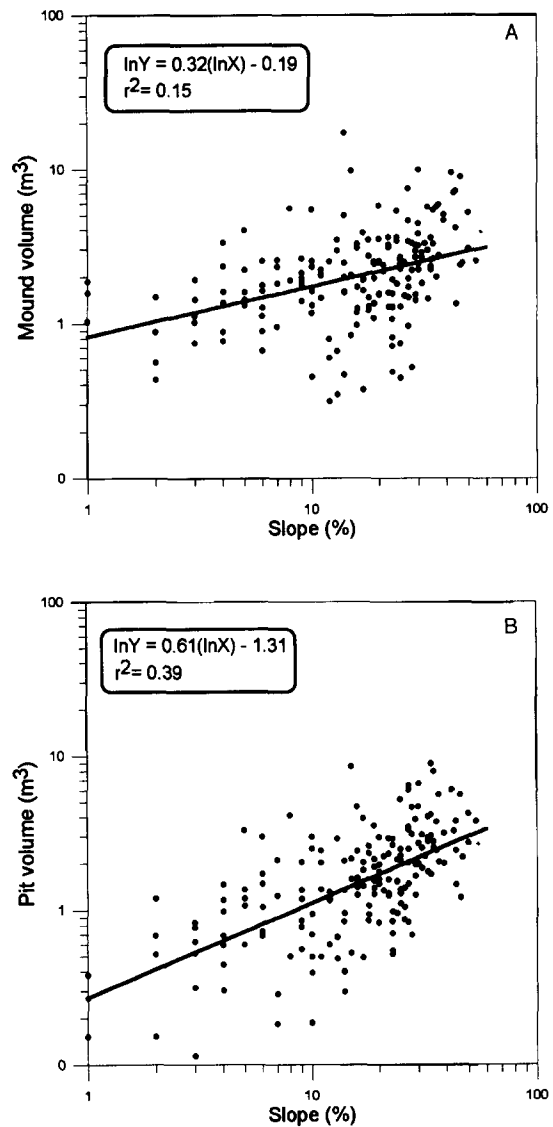 100
A
lnY = 0.32(lnX) - 0.19
r2= 0.15
10
Mound volume (m3)
1
0
1
10
100
Slope (%)
100
B
lnY = 0.61(lnX) - 1.31
r2= 0.39
10
Pit volume (m3)
1
0
1
10
100
Slope (%)